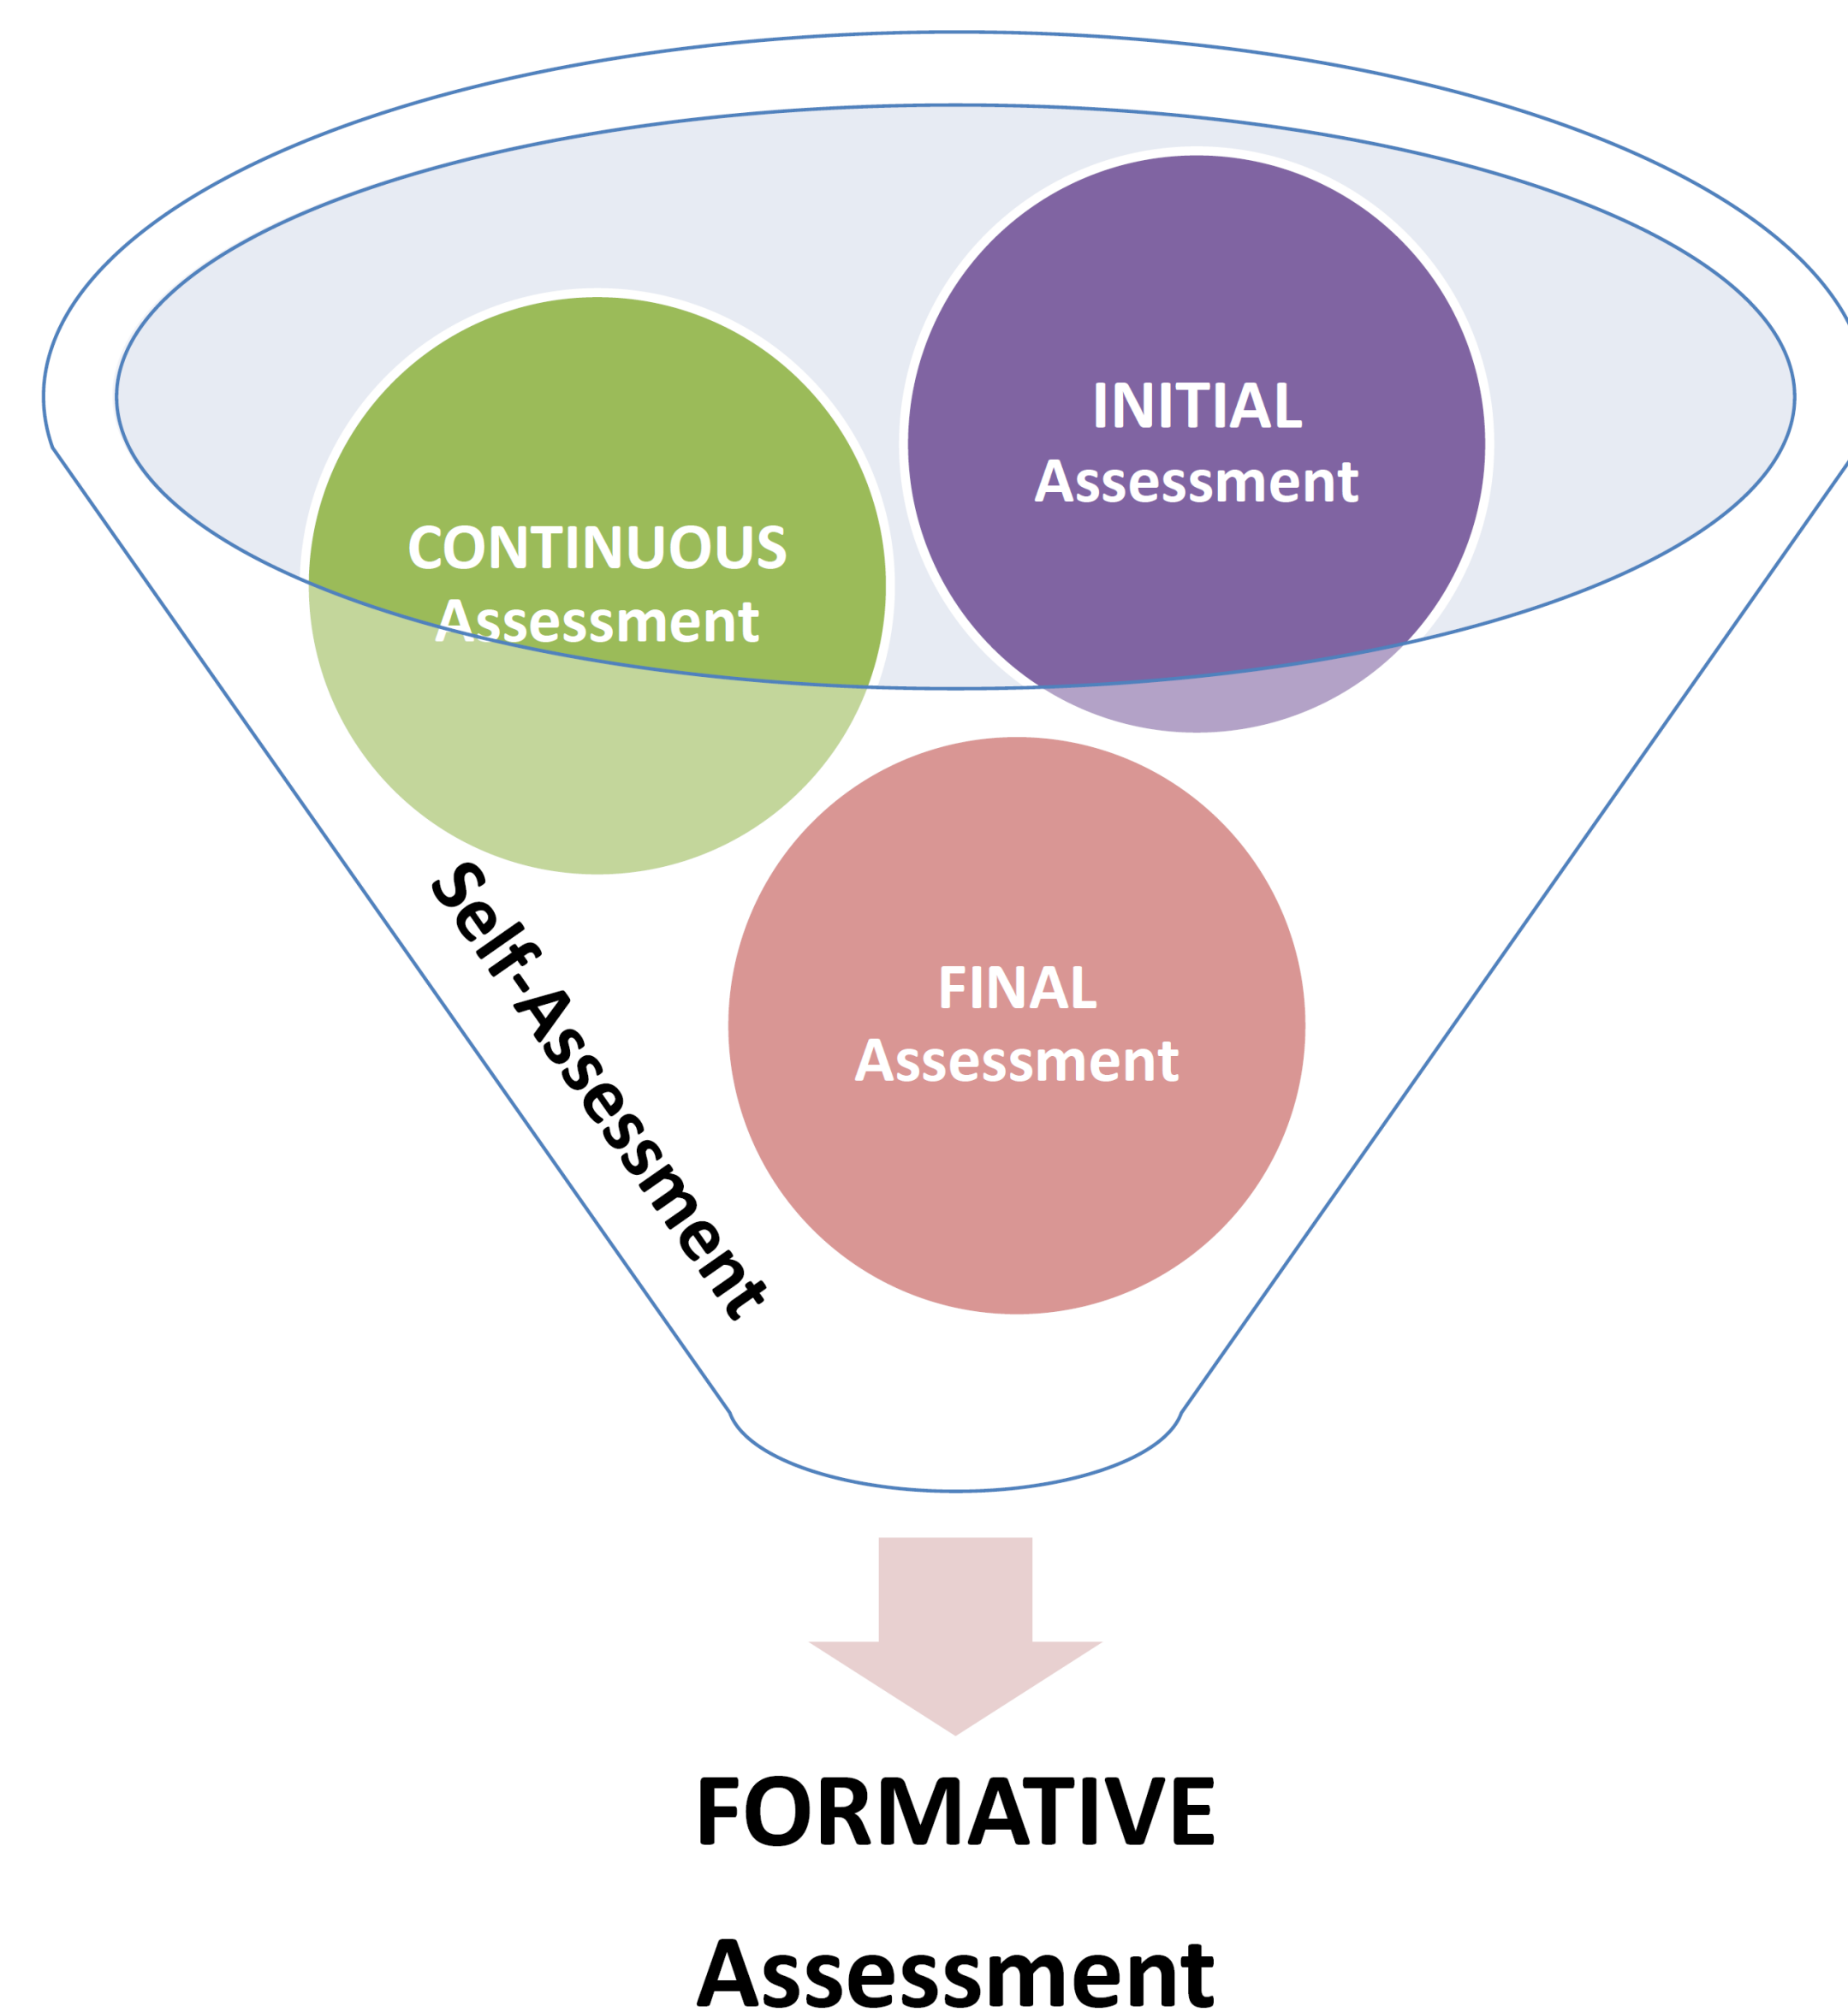 INITIAL
Assessment
CONTINUOUS
Assessment
Self-Assessment
FINAL
Assessment
FORMATIVE
Assessment